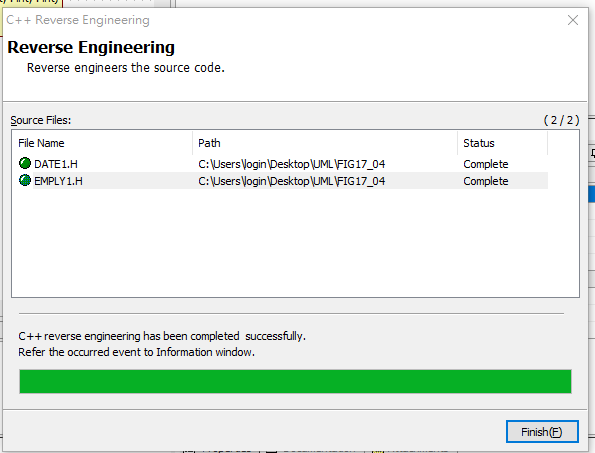 C++ Reverse Engineering
Reverse Engineering
Reverse engineers the source code.
Source Files: ( 2 / 2 )
File Name Path Status
DATE1.H C:\Users\login\Desktop\UML\FIG17_04 Complete
EMPLY1.H C:\Users\login\Desktop\UML\FIG17_04 Complete
C++ reverse engineering has been completed successfully.
Refer the occurred event to Information window.
Finish(F)